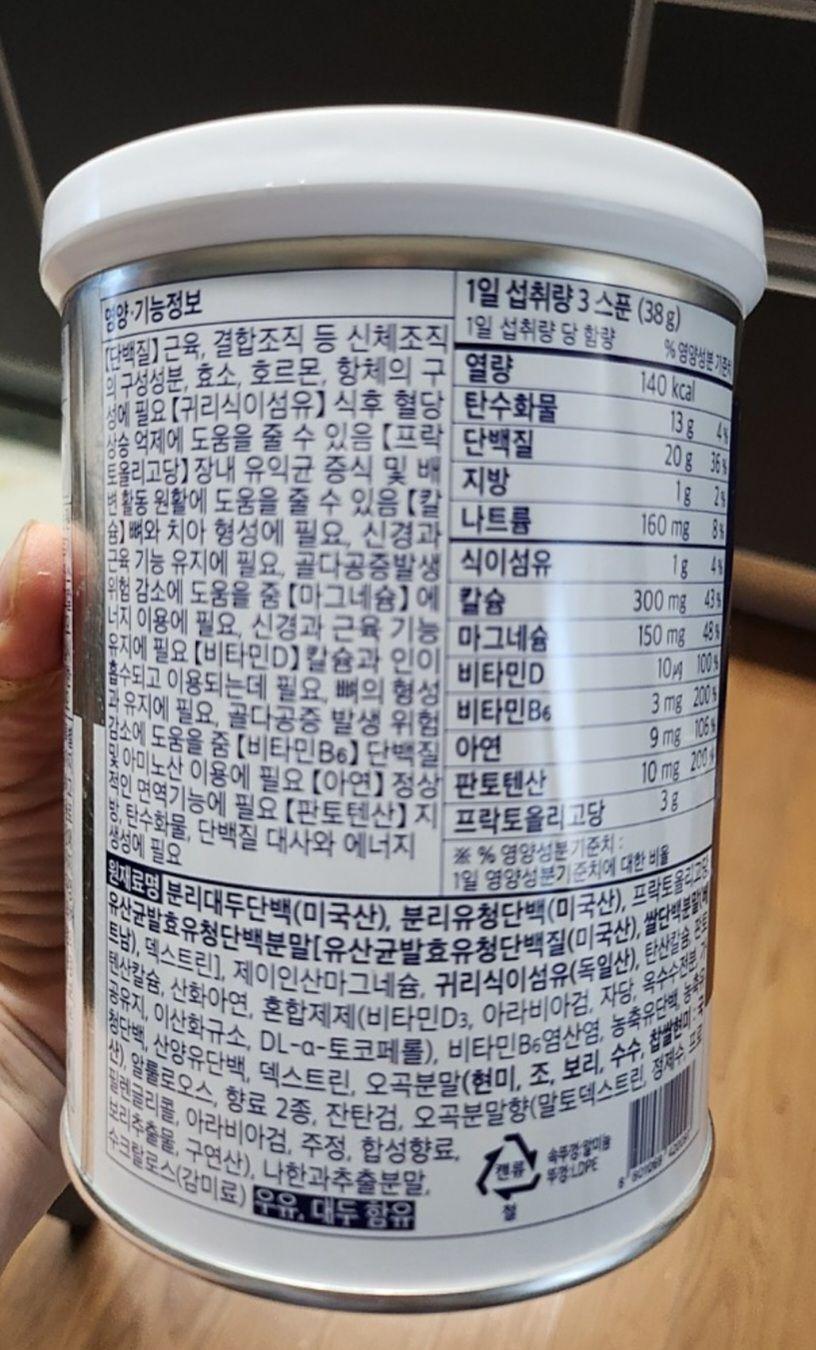 영양·기능정보
【단백질】 근육, 결합조직 등 신체조직
의 구성성분, 효소, 호르몬, 항체의 구
성에 필요【귀리식이섬유】 식후 혈당
상승 억제에 도움을 줄 수 있음【프락
토올리고당】 장내 유익균 증식 및 배
변 활동 원활에 도움을 줄 수 있음【칼
슘】 뼈와 치아 형성에 필요, 신경과
근육 기능 유지에 필요, 골다공증발생
위험 감소에 도움을 줌【마그네슘】 에
너지 이용에 필요, 신경과 근육 기능
유지에 필요【비타민D】 칼슘과 인이
흡수되고 이용되는데 필요, 뼈의 형성
과 유지에 필요, 골다공증 발생 위험
감소에 도움을 줌【비타민B6】 단백질
및 아미노산 이용에 필요【아연】 정상
적인 면역기능에 필요【판토텐산】 지
방, 탄수화물, 단백질 대사와 에너지
생성에 필요
1일 섭취량 3 스푼 (38g)
1일 섭취량 당 함량 % 영양성분 기준치
열량 140 kcal
탄수화물 13 g 4%
단백질 20 g 36%
지방 1 g 2%
나트륨 160 mg 8%
식이섬유 1 g 4%
칼슘 300 mg 43%
마그네슘 150 mg 48%
비타민D 10㎍ 100%
비타민B6 3 mg 200%
아연 9 mg 106%
판토텐산 10 mg 200%
프락토올리고당 3 g
※ % 영양성분기준치 :
1일 영양성분기준치에 대한 비율
원재료명 분리대두단백(미국산), 분리유청단백(미국산), 프락토올리고당,
유산균발효유청단백분말[유산균발효유청단백질(미국산), 쌀단백분말(베
트남), 덱스트린], 제이인산마그네슘, 귀리식이섬유(독일산), 탄산칼슘, 판토
텐산칼슘, 산화아연, 혼합제제(비타민D3, 아라비아검, 자당, 옥수수전분, 가
공유지, 이산화규소, DL-α-토코페롤), 비타민B6염산염, 농축유단백, 농축유
청단백, 산양유단백, 덱스트린, 오곡분말(현미, 조, 보리, 수수, 찹쌀현미 : 국
산), 알룰로오스, 향료 2종, 잔탄검, 오곡분말향(말토덱스트린, 정제수, 프로
필렌글리콜, 아라비아검, 주정, 합성향료,
보리추출물, 구연산), 나한과추출분말,
수크랄로스(감미료) 우유, 대두 함유
캔류
철
속뚜껑:알미늄
뚜껑:LDPE